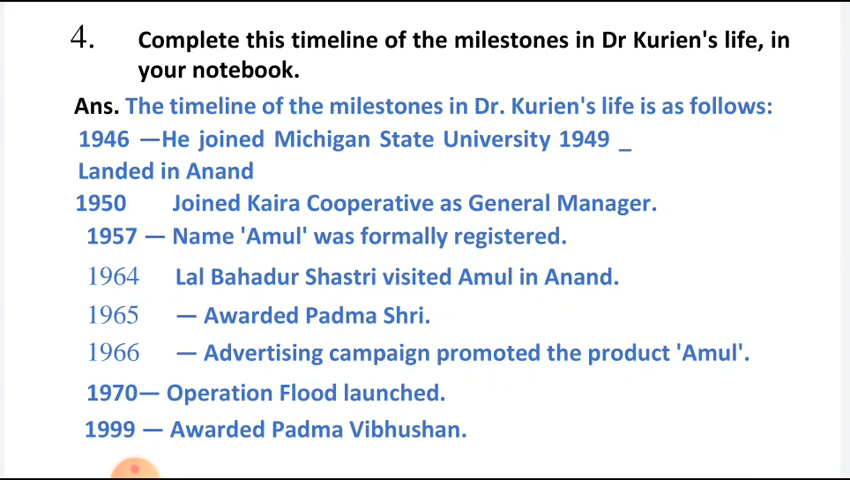 4. Complete this timeline of the milestones in Dr Kurien's life, in
your notebook.
Ans. The timeline of the milestones in Dr. Kurien's life is as follows:
1946 —He joined Michigan State University 1949 _
Landed in Anand
1950 Joined Kaira Cooperative as General Manager.
1957 — Name 'Amul' was formally registered.
1964 Lal Bahadur Shastri visited Amul in Anand.
1965 — Awarded Padma Shri.
1966 — Advertising campaign promoted the product 'Amul'.
1970— Operation Flood launched.
1999 — Awarded Padma Vibhushan.